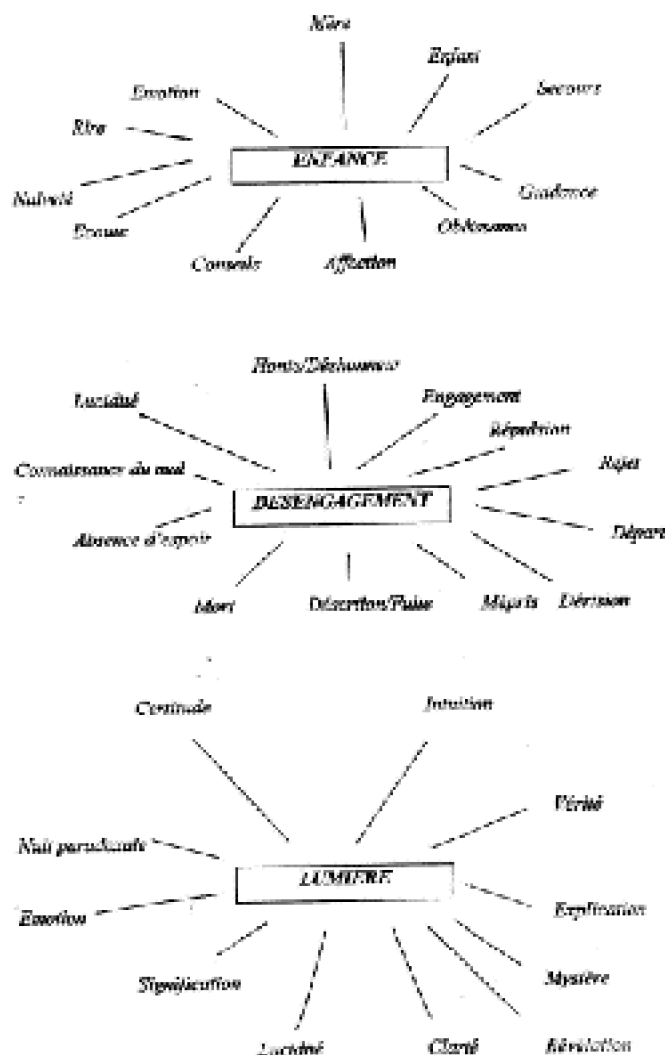 Mère
Enfant
Secours
Emotion
Rire
ENFANCE
Naïveté
Guidance
Ecoute
Obéissance
Conseils
Affection
Honte/Déshonneur
Lucidité
Engagement
Répulsion
Connaissance du mal
Rejet
DESENGAGEMENT
Absence d'espoir
Départ
Mort
Désertion/Fuite
Mépris
Dérision
Certitude
Intuition
Vérité
Nuit paradoxale
LUMIERE
Emotion
Explication
Signification
Mystère
Lucidité
Clarté
Révélation